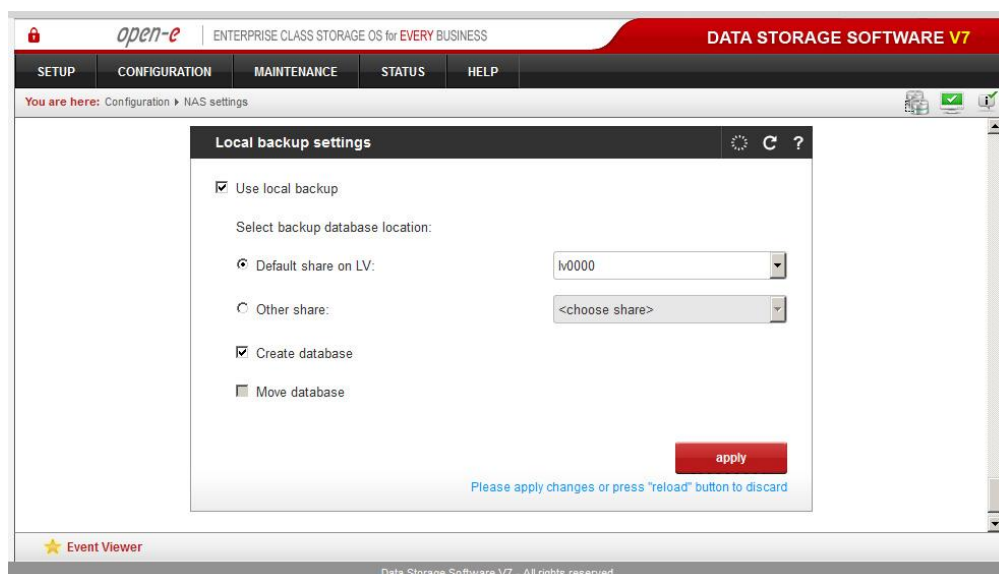 open-e ENTERPRISE CLASS STORAGE OS for EVERY BUSINESS DATA STORAGE SOFTWARE V7
SETUP CONFIGURATION MAINTENANCE STATUS HELP
You are here: Configuration ▸ NAS settings
Local backup settings ?
Use local backup
Select backup database location:
Default share on LV: lv0000
Other share: <choose share>
Create database
Move database
apply
Please apply changes or press "reload" button to discard
Event Viewer
Data Storage Software V7 - All rights reserved